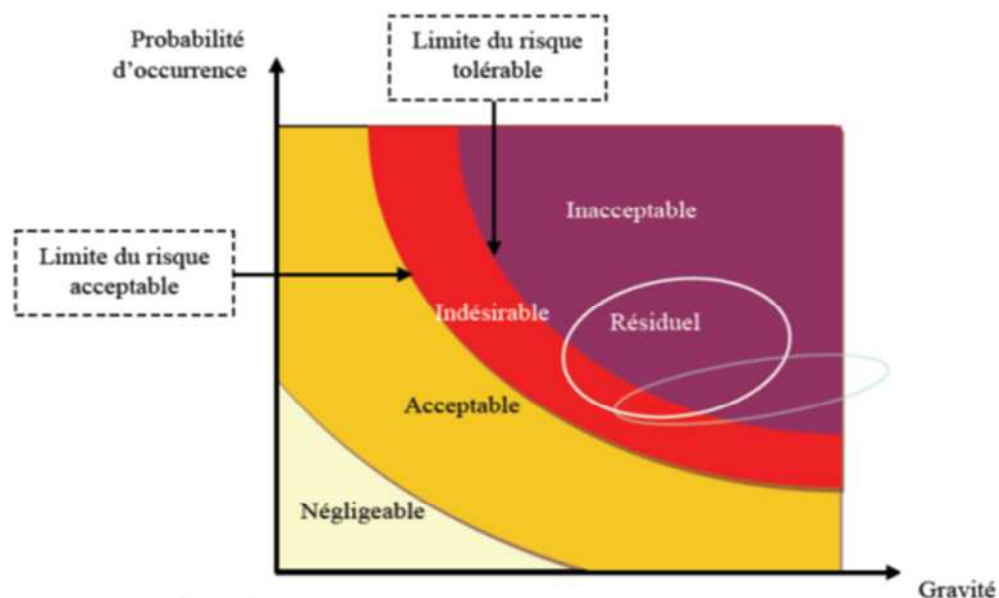 Probabilité
d'occurrence
Limite du risque
tolérable
Inacceptable
Limite du risque
acceptable
Indésirable
Résiduel
Acceptable
Négligeable
Gravité